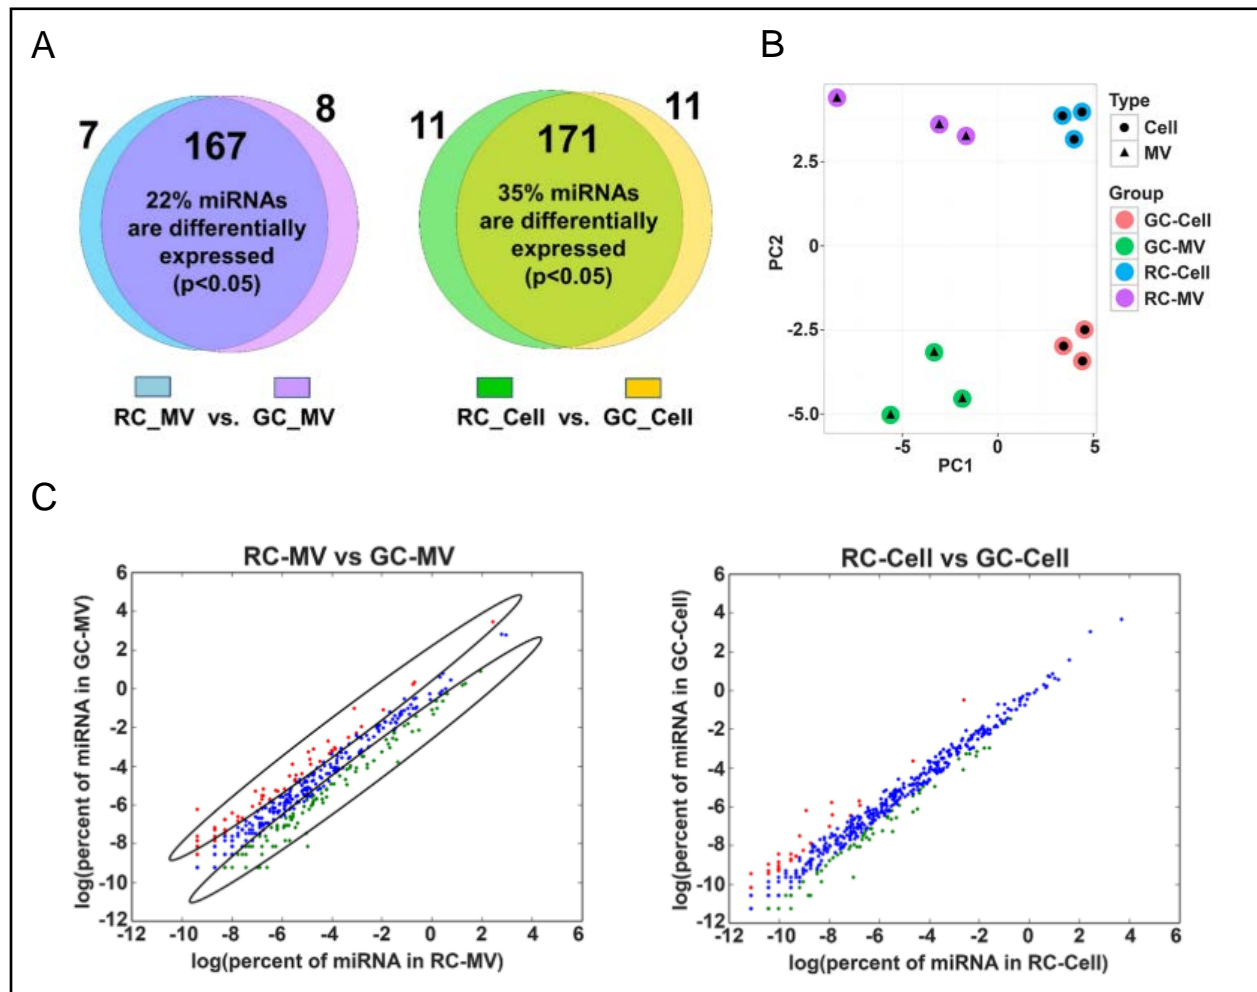 A
7
167
8
22% miRNAs
are differentially
expressed
(p<0.05)
RC_MV vs. GC_MV
11
171
11
35% miRNAs
are differentially
expressed
(p<0.05)
RC_Cell vs. GC_Cell
B
2.5
0
-2.5
-5.0
PC2
-5
0
5
PC1
Type
Cell
MV
Group
GC-Cell
GC-MV
RC-Cell
RC-MV
C
RC-MV vs GC-MV
6
4
2
0
-2
-4
-6
-8
-10
-12
log(percent of miRNA in GC-MV)
-12 -10 -8 -6 -4 -2 0 2 4 6
log(percent of miRNA in RC-MV)
RC-Cell vs GC-Cell
6
4
2
0
-2
-4
-6
-8
-10
-12
log(percent of miRNA in GC-Cell)
-12 -10 -8 -6 -4 -2 0 2 4 6
log(percent of miRNA in RC-Cell)